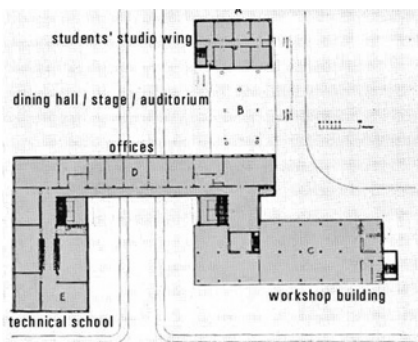 A
students' studio wing
dining hall / stage / auditorium
B
offices
D
C
E
workshop building
technical school